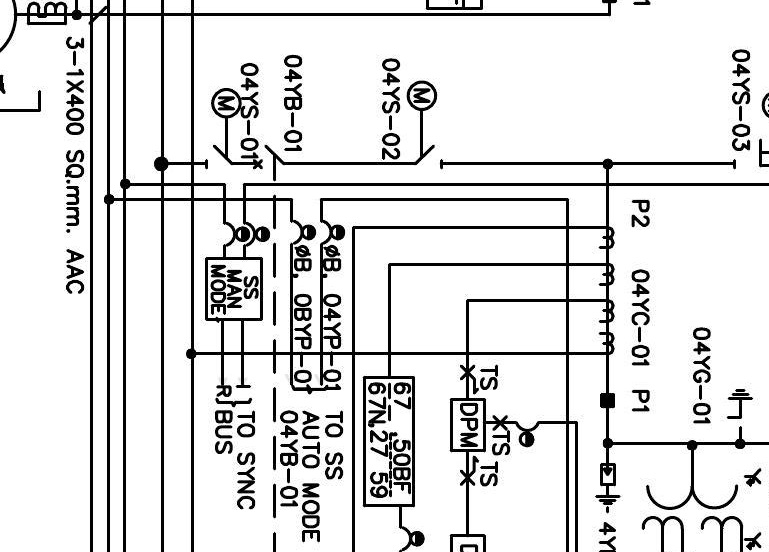 3-1X400 SQ.mm. AAC
M
04YS-01
04YB-01
M
04YS-02
04YS-03
P2
04YC-01
P1
04YG-01
SS
MAN
MODE
ØB, 0BYP-01
ØB, 04YP-01
R
I
TO SYNC
BUS
TO SS
AUTO MODE
04YB-01
67 50BF
67N,27 59
TS
DPM
TS
TS